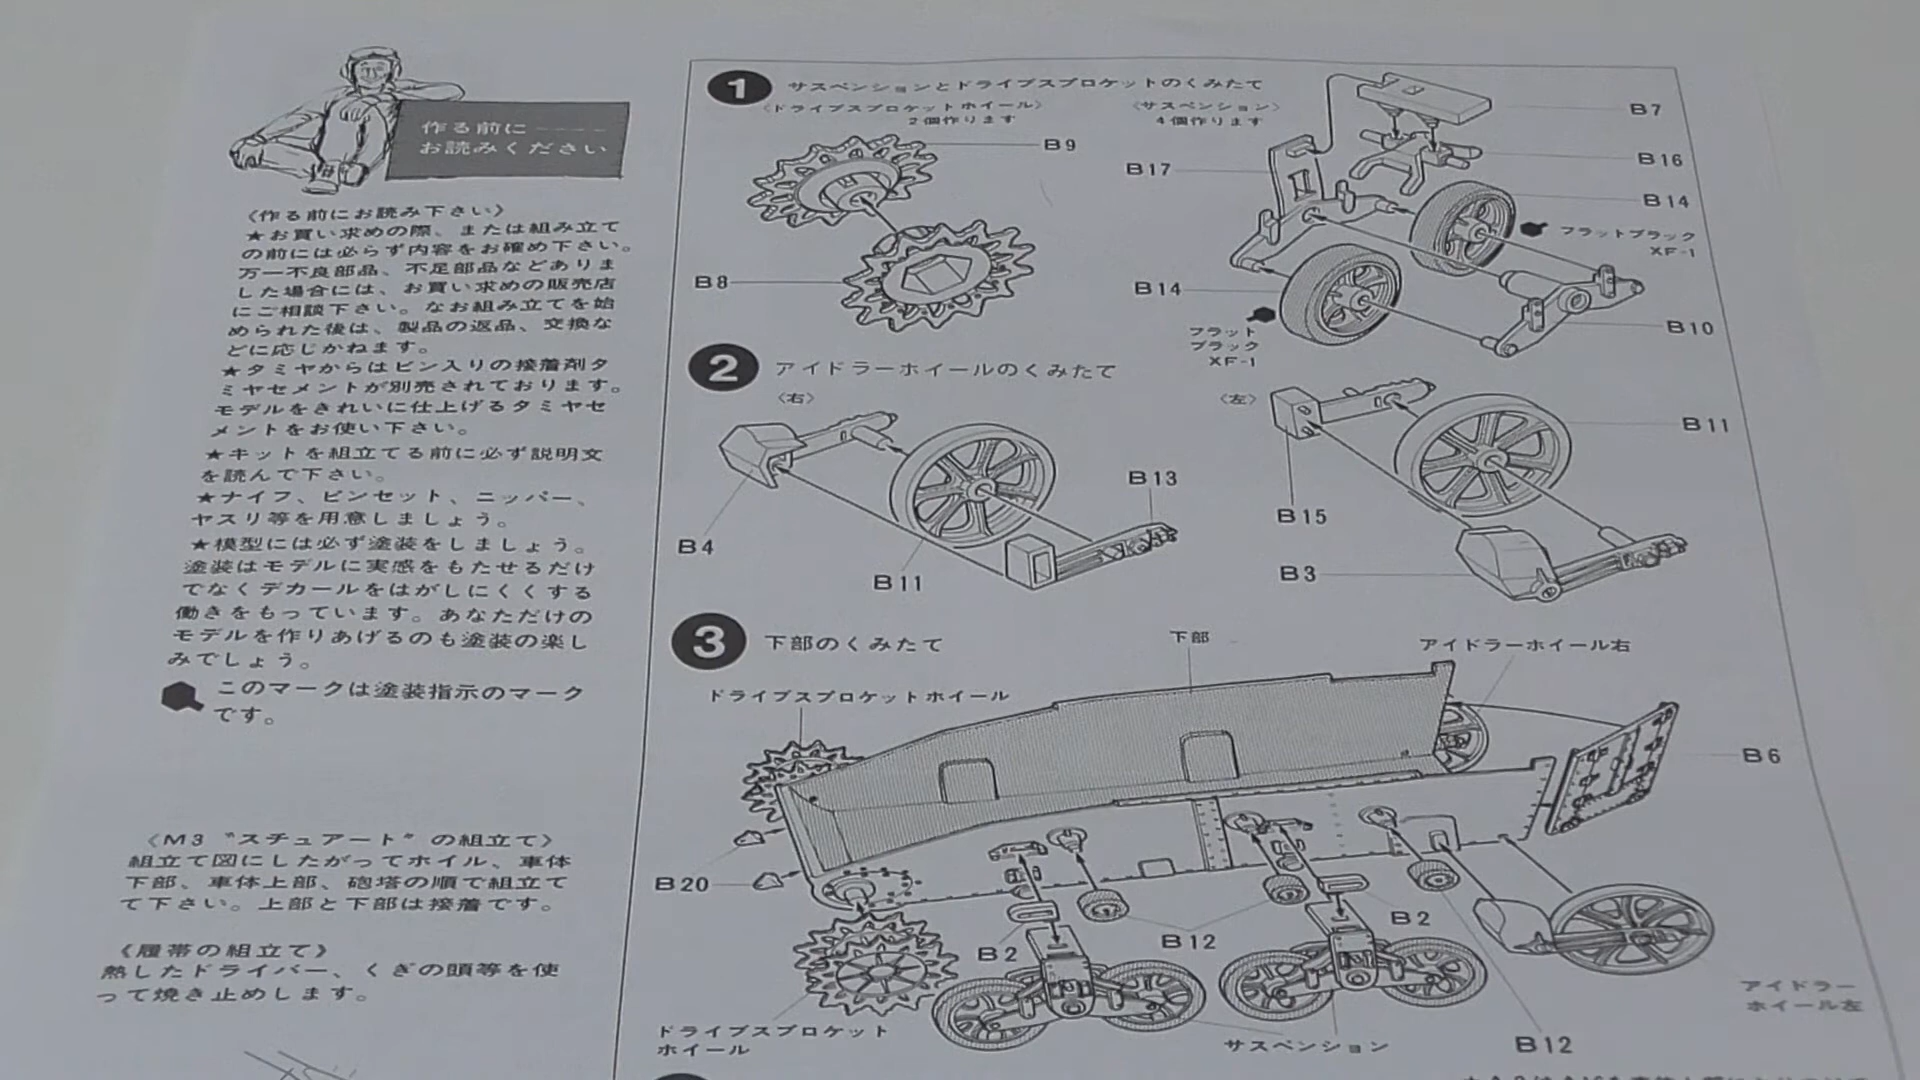 作る前に――――
お読みください
〈作る前にお読み下さい〉
★お買い求めの際、または組み立て
の前には必らず内容をお確め下さい。
万一不良部品、不足部品などありま
した場合には、お買い求めの販売店
にご相談下さい。なお組み立てを始
められた後は、製品の返品、交換な
どに応じかねます。
★タミヤからはビン入りの接着剤タ
ミヤセメントが別売されております。
モデルをきれいに仕上げるタミヤセ
メントをお使い下さい。
★キットを組立てる前に必ず説明文
を読んで下さい。
★ナイフ、ピンセット、ニッパー、
ヤスリ等を用意しましょう。
★模型には必ず塗装をしましょう。
塗装はモデルに実感をもたせるだけ
でなくデカールをはがしにくくする
働きをもっています。あなただけの
モデルを作りあげるのも塗装の楽し
みでしょう。
このマークは塗装指示のマーク
です。
〈M3 〝スチュアート〟の組立て〉
組立て図にしたがってホイル、車体
下部、車体上部、砲塔の順で組立て
て下さい。上部と下部は接着です。
《履帯の組立て》
熱したドライバー、くぎの頭等を使
って焼き止めします。
1 サスペンションとドライブスプロケットのくみたて
〈ドライブスプロケットホイール〉
2個作ります
〈サスペンション〉
4個作ります
B9
B8
B7
B17
B16
B14
フラットブラック
XF-1
B14
フラット
ブラック
XF-1
B10
2 アイドラーホイールのくみたて
〈右〉
〈左〉
B4
B11
B13
B11
B15
B3
3 下部のくみたて
下部
アイドラーホイール右
ドライブスプロケットホイール
B6
B20
B2
B12
B2
ドライブスプロケット
ホイール
サスペンション
B12
アイドラー
ホイール左